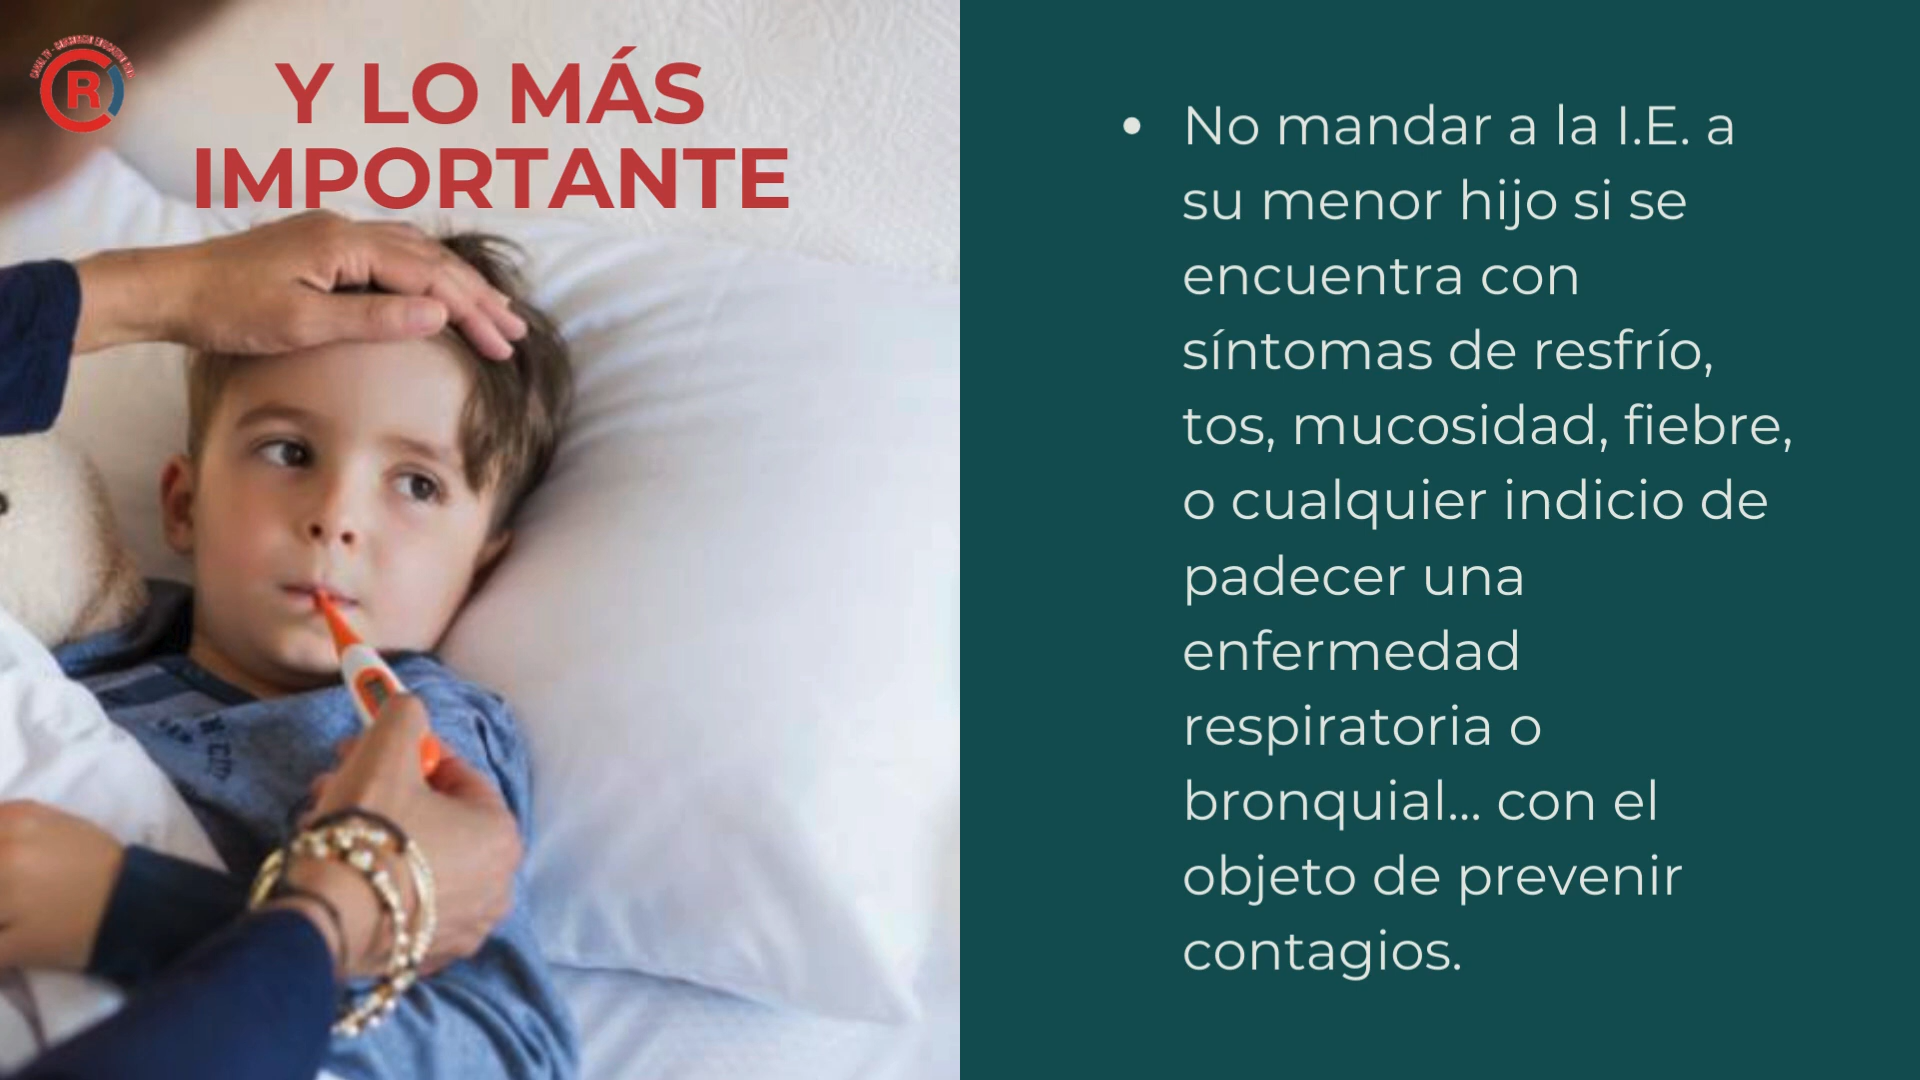 R
Y LO MÁS
IMPORTANTE
No mandar a la I.E. a
su menor hijo si se
encuentra con
síntomas de resfrío,
tos, mucosidad, fiebre,
o cualquier indicio de
padecer una
enfermedad
respiratoria o
bronquial... con el
objeto de prevenir
contagios.